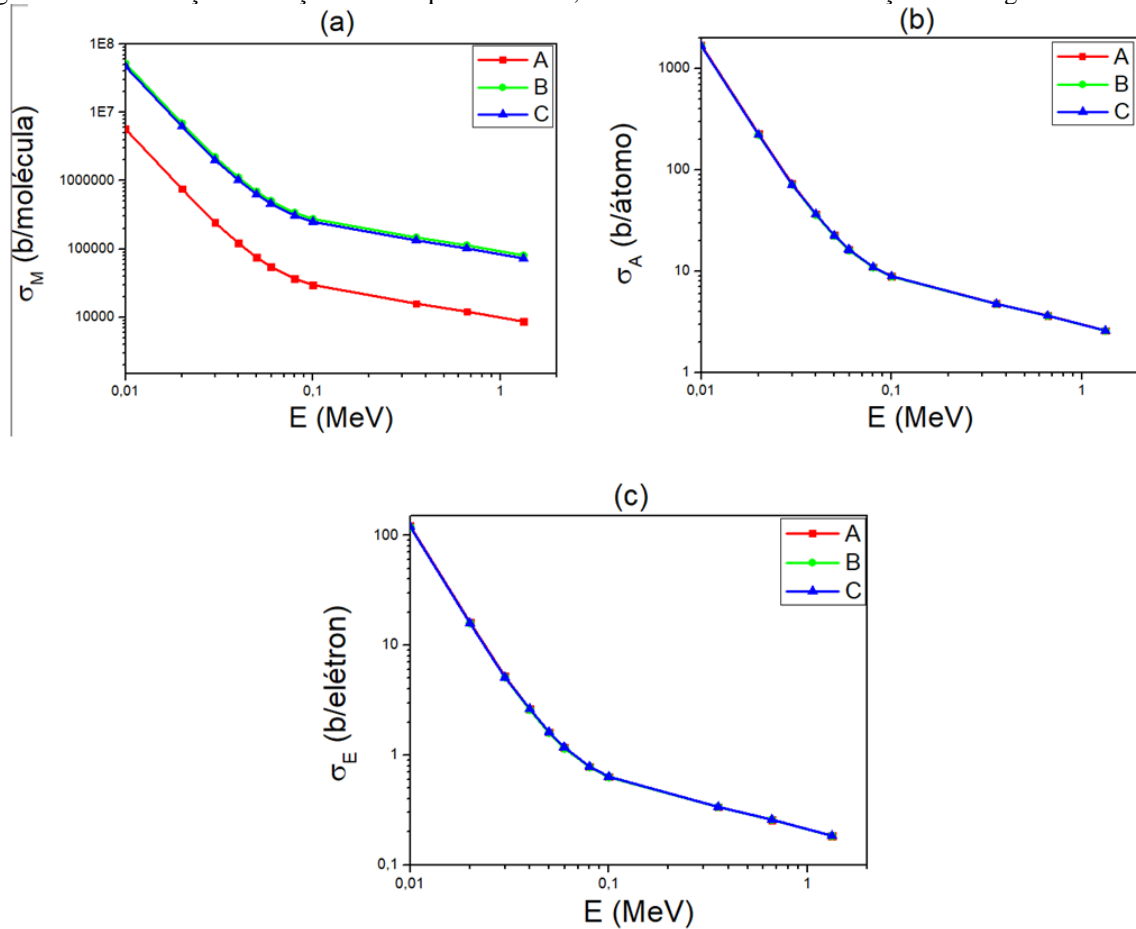 (a)
1E8
1E7
1000000
100000
10000
σM (b/molécula)
A
B
C
0,01
0,1
1
E (MeV)
(b)
1000
100
10
1
σA (b/átomo)
A
B
C
0,01
0,1
1
E (MeV)
(c)
100
10
1
0,1
σE (b/elétron)
A
B
C
0,01
0,1
1
E (MeV)